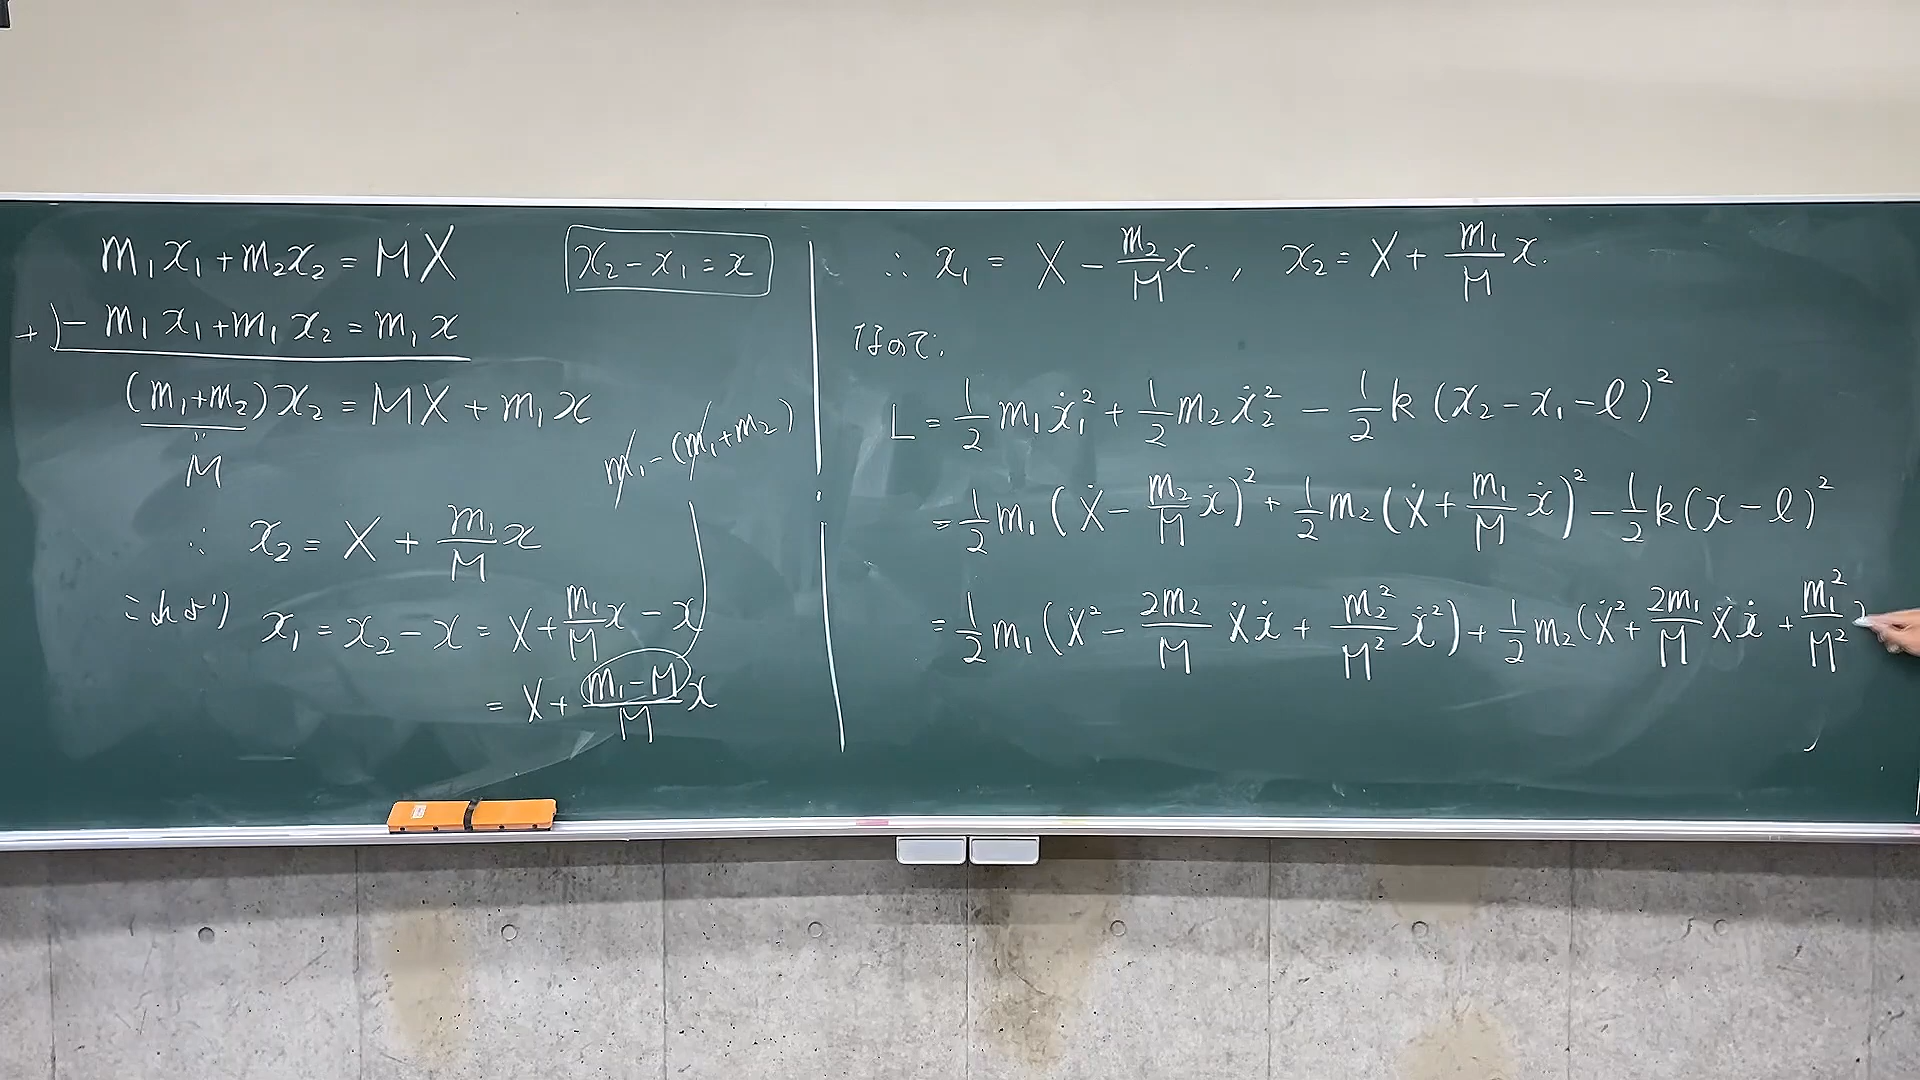 m₁x₁+m₂x₂=MX
x₂-x₁=x
+)-m₁x₁+m₁x₂=m₁x
(m₁+m₂)x₂=MX+m₁x
M
m₁-(m₁+m₂)
∴ x₂=X+m₁/M x
これより x₁=x₂-x=X+m₁/M x-x
=X+(m₁-M)/M x
∴ x₁=X-m₂/M x., x₂=X+m₁/M x.
なので,
L=1/2 m₁ẋ₁²+1/2 m₂ẋ₂²-1/2 k(x₂-x₁-ℓ)²
=1/2 m₁(Ẋ-m₂/M ẋ)²+1/2 m₂(Ẋ+m₁/M ẋ)²-1/2 k(x-ℓ)²
=1/2 m₁(Ẋ²-2m₂/M Ẋẋ+m₂²/M² ẋ²)+1/2 m₂(Ẋ²+2m₁/M Ẋẋ+m₁²/M²